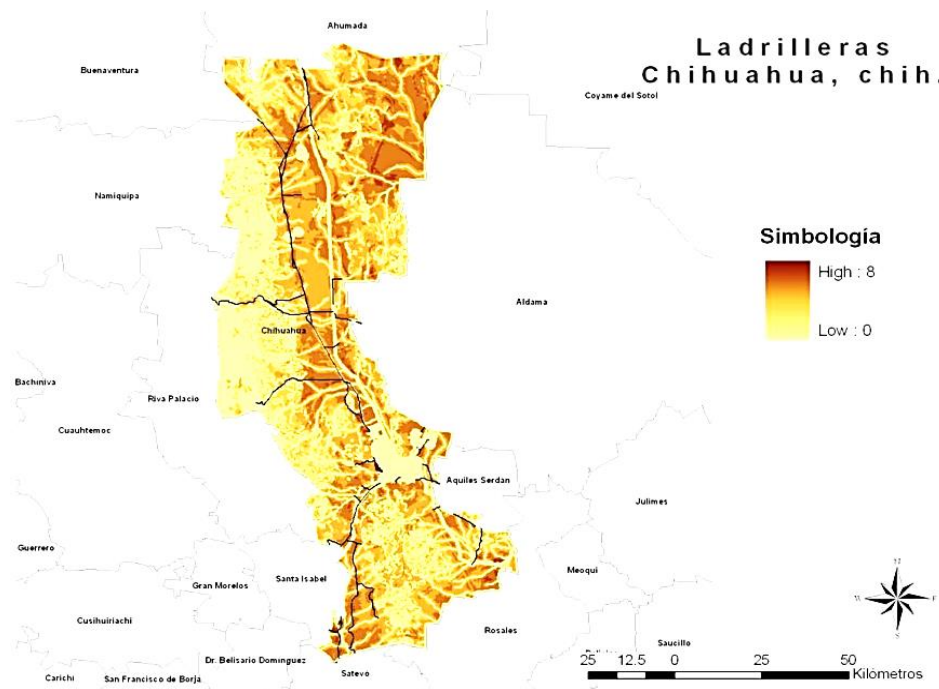 Ahumada
Ladrilleras
Chihuahua, chih.
Buenaventura
Coyame del Sotol
Namiquipa
Simbología
High : 8
Low : 0
Aldama
Chihuahua
Bachiniva
Riva Palacio
Cuauhtemoc
Aquiles Serdan
Julimes
Guerrero
Meoqui
Gran Morelos
Santa Isabel
N
W
E
S
Cusihuiriachi
Rosales
Saucillo
Dr. Belisario Dominguez
Satevo
Carichi
San Francisco de Borja
25 12.5 0 25 50
Kilómetros